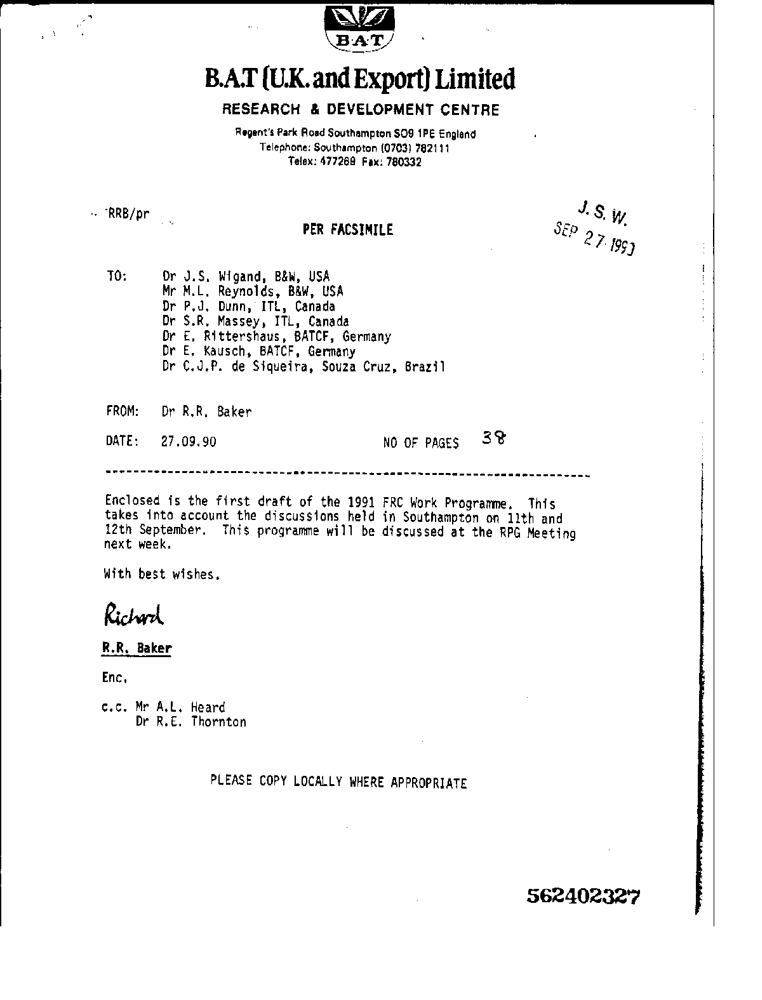 B·A·T
B.A.T (U.K. and Export) Limited
RESEARCH & DEVELOPMENT CENTRE
Regent's Park Road Southampton SO9 1PE England
Telephone: Southampton (0703) 782111
Telex: 477269 Fax: 780332
RRB/pr
J. S. W.
PER FACSIMILE
SEP 27 1990
TO: Dr J.S. Wigand, B&W, USA
Mr M.L. Reynolds, B&W, USA
Dr P.J. Dunn, ITL, Canada
Dr S.R. Massey, ITL, Canada
Dr E. Rittershaus, BATCF, Germany
Dr E. Kausch, BATCF, Germany
Dr C.J.P. de Siqueira, Souza Cruz, Brazil
FROM: Dr R.R. Baker
DATE: 27.09.90 NO OF PAGES 38
Enclosed is the first draft of the 1991 FRC Work Programme. This
takes into account the discussions held in Southampton on 11th and
12th September. This programme will be discussed at the RPG Meeting
next week.
With best wishes.
Richard
R.R. Baker
Enc.
c.c. Mr A.L. Heard
Dr R.E. Thornton
PLEASE COPY LOCALLY WHERE APPROPRIATE
562402327